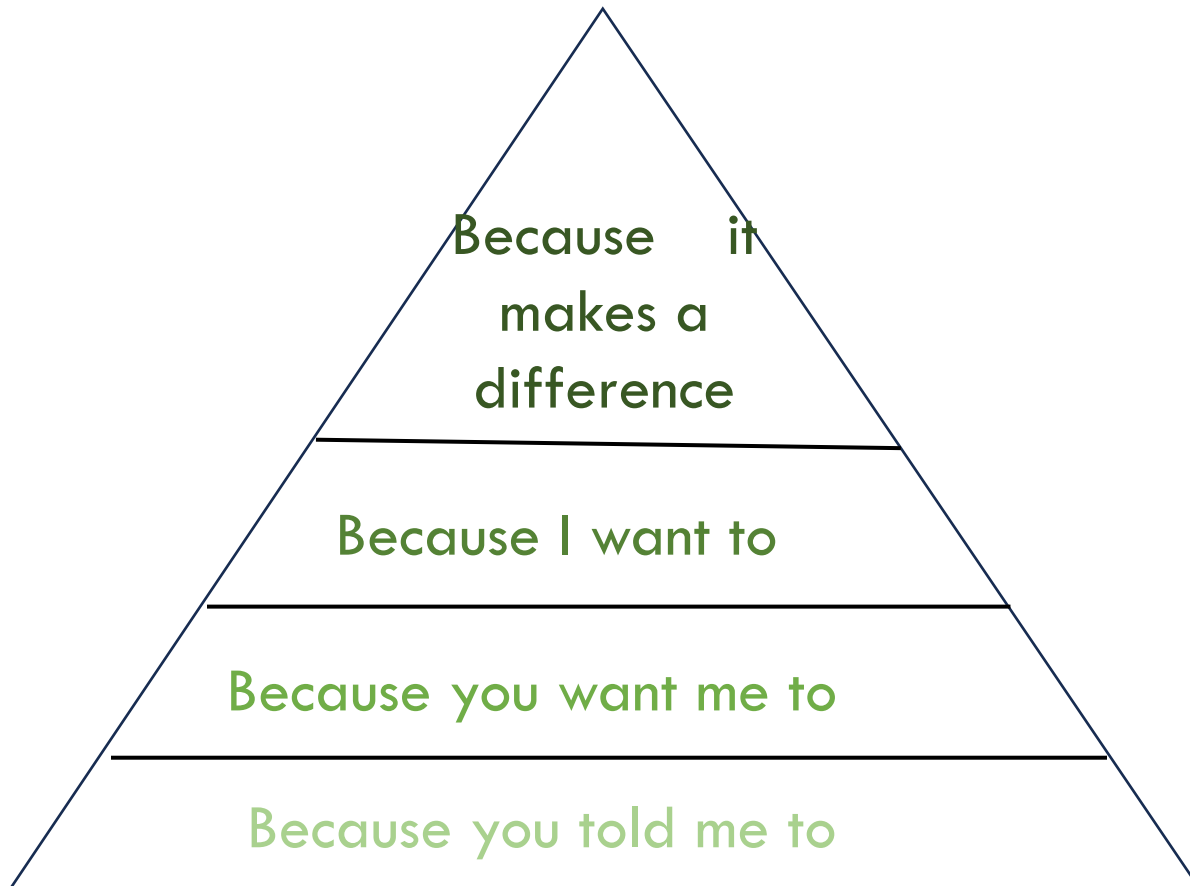 Because it
makes a
difference
Because I want to
Because you want me to
Because you told me to